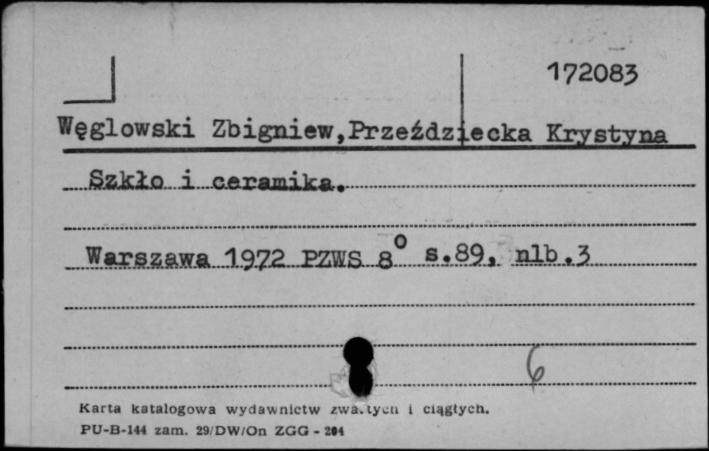 172083
Węglowski Zbigniew,Przeździecka Krystyna
Szkło i ceramika.
Warszawa 1972 PZWS 8° s.89, nlb.3
6
Karta katalogowa wydawnictw zwartych i ciągłych.
PU-B-144 zam. 29/DW/On ZGG - 204